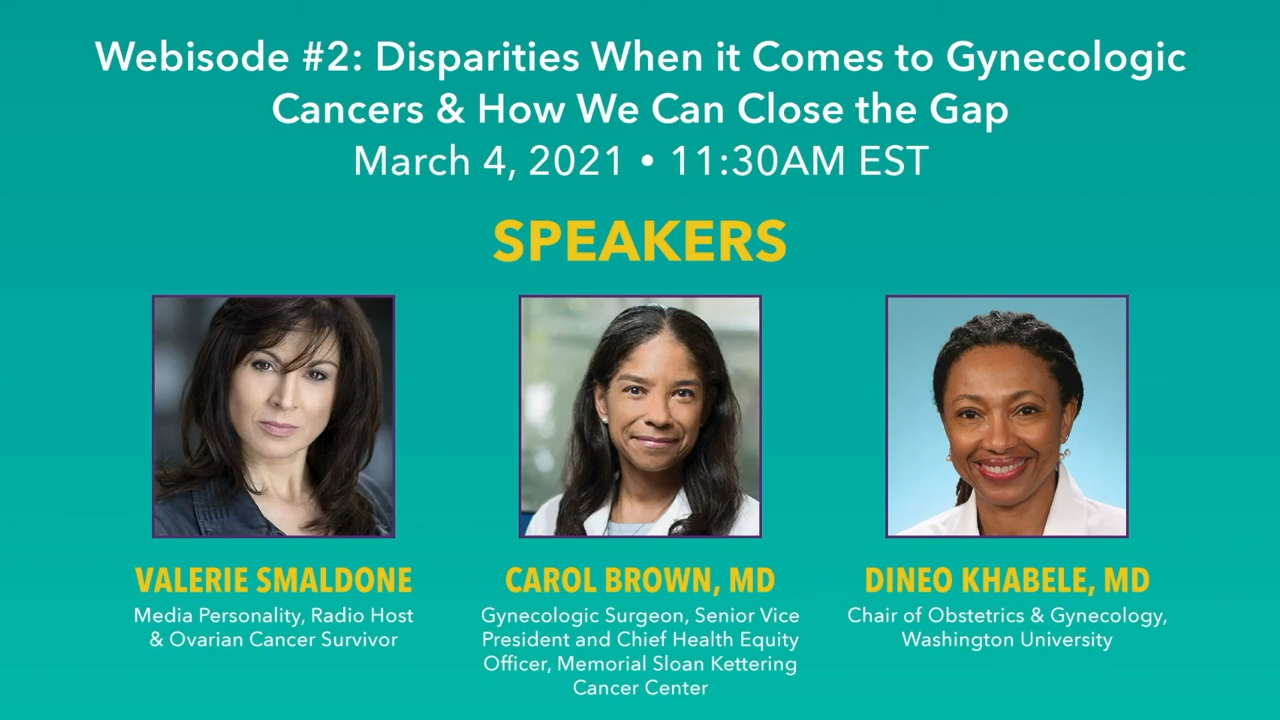 Webisode #2: Disparities When it Comes to Gynecologic
Cancers & How We Can Close the Gap
March 4, 2021 • 11:30AM EST
SPEAKERS
VALERIE SMALDONE
Media Personality, Radio Host
& Ovarian Cancer Survivor
CAROL BROWN, MD
Gynecologic Surgeon, Senior Vice
President and Chief Health Equity
Officer, Memorial Sloan Kettering
Cancer Center
DINEO KHABELE, MD
Chair of Obstetrics & Gynecology,
Washington University